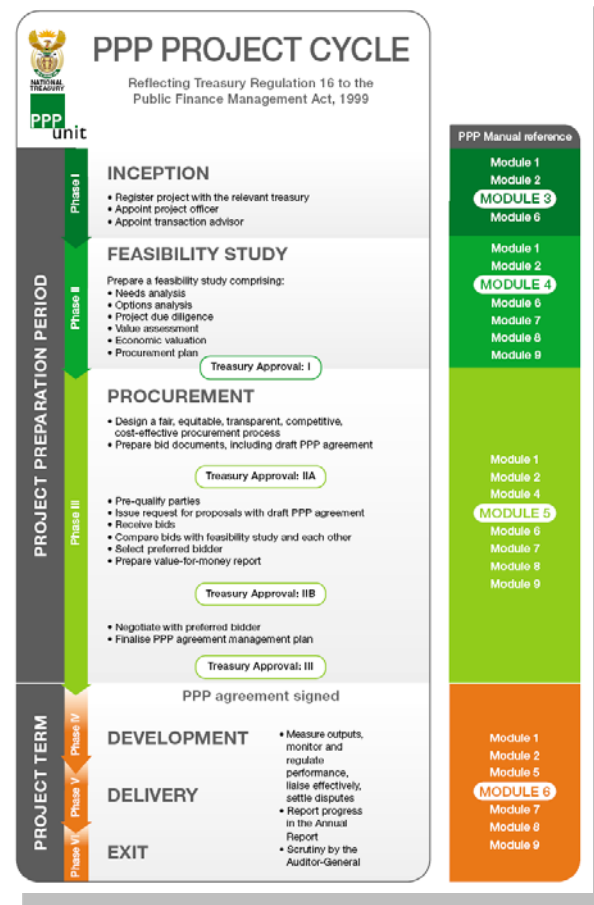 PPP PROJECT CYCLE
Reflecting Treasury Regulation 16 to the
Public Finance Management Act, 1999
NATIONAL
TREASURY
PPP
unit
PPP Manual reference
PROJECT PREPARATION PERIOD
Phase I
INCEPTION
• Register project with the relevant treasury
• Appoint project officer
• Appoint transaction advisor
Module 1
Module 2
MODULE 3
Module 6
Phase II
FEASIBILITY STUDY
Prepare a feasibility study comprising:
• Needs analysis
• Options analysis
• Project due diligence
• Value assessment
• Economic valuation
• Procurement plan
Treasury Approval: I
Module 1
Module 2
MODULE 4
Module 6
Module 7
Module 8
Module 9
Phase III
PROCUREMENT
• Design a fair, equitable, transparent, competitive,
cost-effective procurement process
• Prepare bid documents, including draft PPP agreement
Treasury Approval: IIA
• Pre-qualify parties
• Issue request for proposals with draft PPP agreement
• Receive bids
• Compare bids with feasibility study and each other
• Select preferred bidder
• Prepare value-for-money report
Treasury Approval: IIB
• Negotiate with preferred bidder
• Finalise PPP agreement management plan
Treasury Approval: III
Module 1
Module 2
Module 4
MODULE 5
Module 6
Module 7
Module 8
Module 9
PROJECT TERM
PPP agreement signed
Phase IV
DEVELOPMENT
Phase V
DELIVERY
Phase VI
EXIT
• Measure outputs,
monitor and
regulate
performance,
liaise effectively,
settle disputes
• Report progress
in the Annual
Report
• Scrutiny by the
Auditor-General
Module 1
Module 2
Module 5
MODULE 6
Module 7
Module 8
Module 9